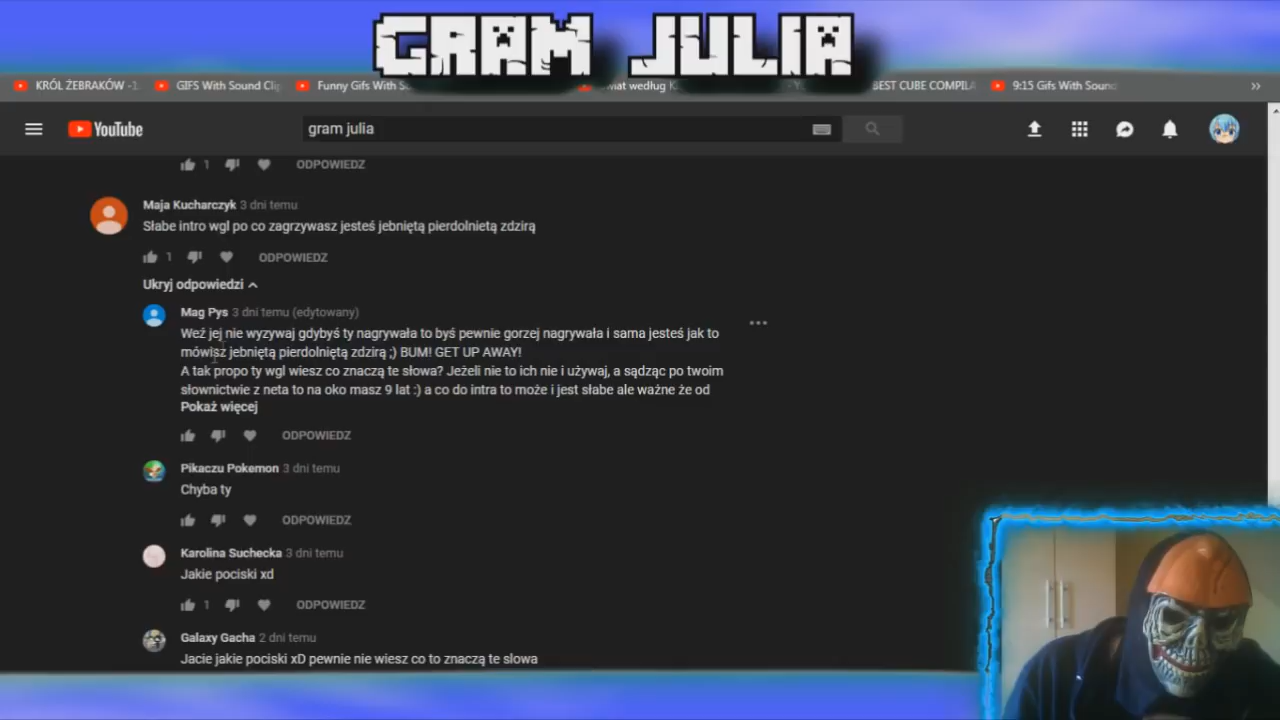 GRAM JULIA
KRÓL ŻEBRAKÓW -1
GIFS With Sound Cli
Funny Gifs With S
mat według K
BEST CUBE COMPILA
9:15 Gifs With Sound
YouTube
gram julia
1
ODPOWIEDZ
Maja Kucharczyk 3 dni temu
Słabe intro wgl po co zagrzywasz jesteś jebniętą pierdolnietą zdzirą
1
ODPOWIEDZ
Ukryj odpowiedzi
Mag Pys 3 dni temu (edytowany)
Weź jej nie wyzywaj gdybyś ty nagrywała to byś pewnie gorzej nagrywała i sama jesteś jak to
mówisz jebniętą pierdolniętą zdzirą ;) BUM! GET UP AWAY!
A tak propo ty wgl wiesz co znaczą te słowa? Jeżeli nie to ich nie i używaj, a sądząc po twoim
słownictwie z neta to na oko masz 9 lat :) a co do intra to może i jest słabe ale ważne że od
Pokaż więcej
ODPOWIEDZ
Pikaczu Pokemon 3 dni temu
Chyba ty
ODPOWIEDZ
Karolina Suchecka 3 dni temu
Jakie pociski xd
1
ODPOWIEDZ
Galaxy Gacha 2 dni temu
Jacie jakie pociski xD pewnie nie wiesz co to znaczą te slowa